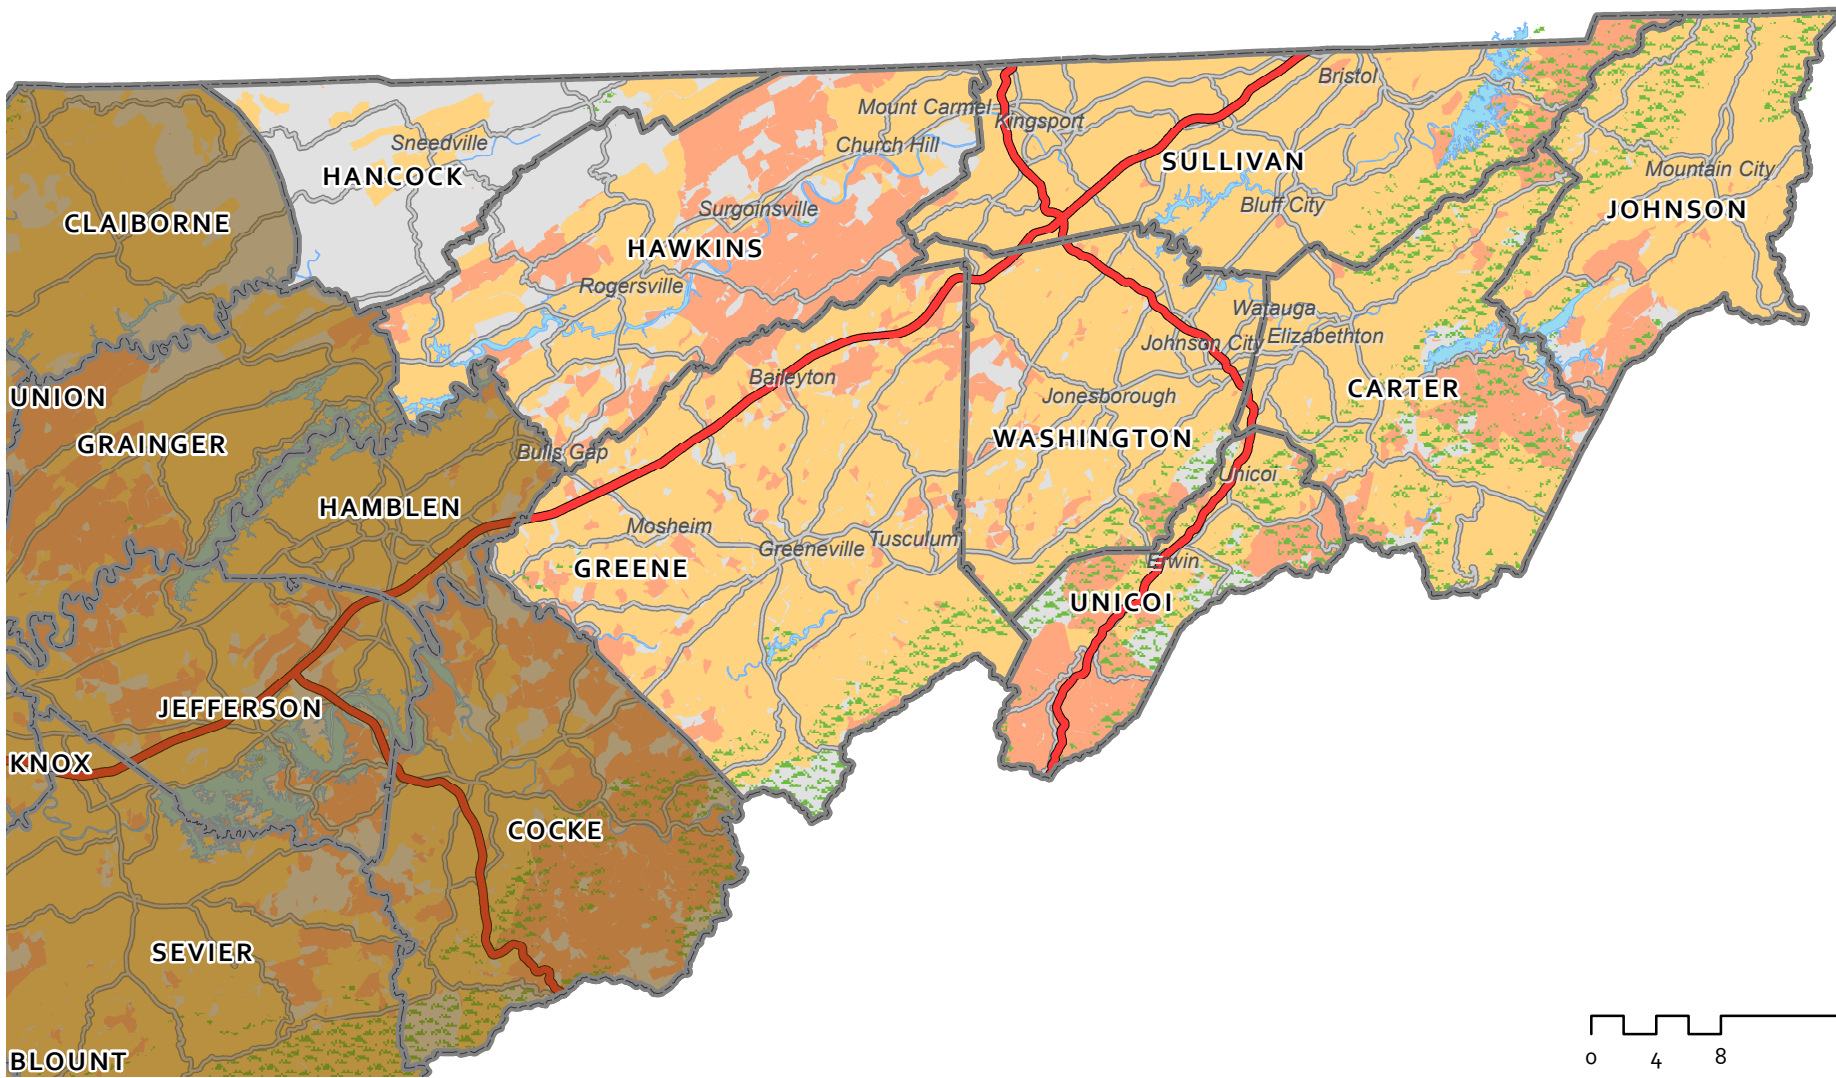 Bristol
Mount Carmel
Kingsport
Sneedville
Church Hill
SULLIVAN
HANCOCK
Mountain City
CLAIBORNE
Surgoinsville
Bluff City
JOHNSON
HAWKINS
Rogersville
Watauga
Johnson City
Elizabethton
Baileyton
CARTER
UNION
Jonesborough
GRAINGER
WASHINGTON
Bulls Gap
Unicoi
HAMBLEN
Mosheim
Greeneville
Tusculum
Erwin
GREENE
UNICOI
JEFFERSON
KNOX
COCKE
SEVIER
BLOUNT
0 4 8